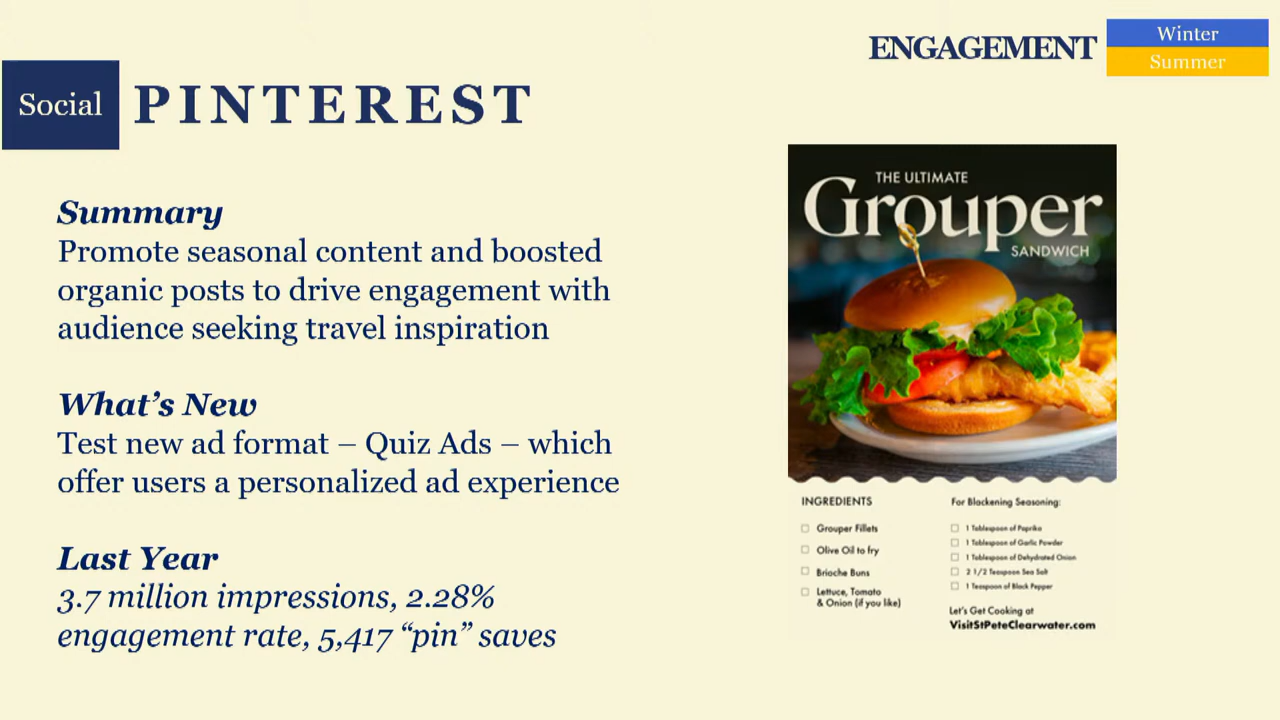 ENGAGEMENT
Winter
Summer
Social
PINTEREST
Summary
Promote seasonal content and boosted
organic posts to drive engagement with
audience seeking travel inspiration
What’s New
Test new ad format – Quiz Ads – which
offer users a personalized ad experience
Last Year
3.7 million impressions, 2.28%
engagement rate, 5,417 “pin” saves
THE ULTIMATE
Grouper
SANDWICH
INGREDIENTS
Grouper Fillets
Olive Oil to fry
Brioche Buns
Lettuce, Tomato
& Onion (if you like)
For Blackening Seasoning:
1 Tablespoon of Paprika
1 Tablespoon of Garlic Powder
1 Tablespoon of Dehydrated Onion
2 1/2 Teaspoon Sea Salt
1 Teaspoon of Black Pepper
Let's Get Cooking at
VisitStPeteClearwater.com